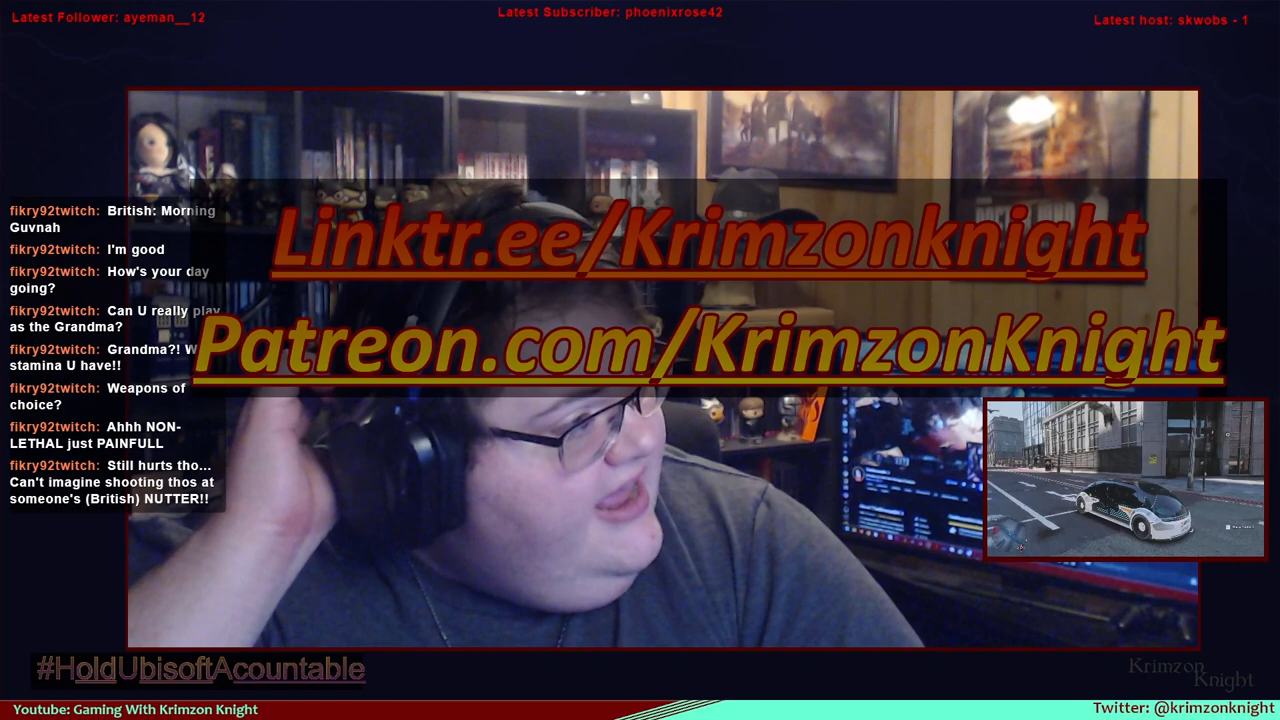 Latest Follower: ayeman__12
Latest Subscriber: phoenixrose42
Latest host: skwobs - 1
Linktr.ee/Krimzonknight
Patreon.com/KrimzonKnight
fikry92twitch: British: Morning
Guvnah
fikry92twitch: I'm good
fikry92twitch: How's your day
going?
fikry92twitch: Can U really play
as the Grandma?
fikry92twitch: Grandma?! W
stamina U have!!
fikry92twitch: Weapons of
choice?
fikry92twitch: Ahhh NON-
LETHAL just PAINFULL
fikry92twitch: Still hurts tho...
Can't imagine shooting thos at
someone's (British) NUTTER!!
#HoldUbisoftAcountable
Krimzon
Knight
Youtube: Gaming With Krimzon Knight
Twitter: @krimzonknight